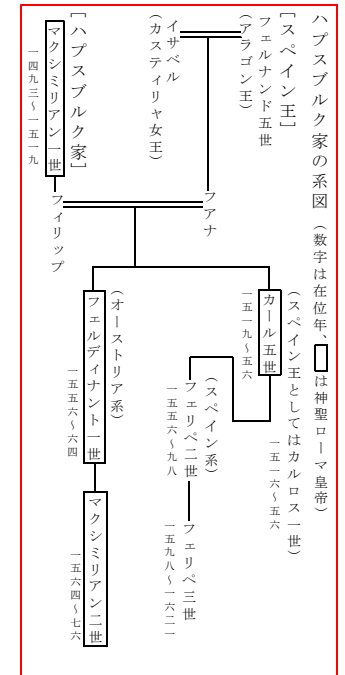 ハプスブルク家の系図（数字は在位年、□は神聖ローマ皇帝）
［スペイン王］
フェルナンド五世
（アラゴン王）
イサベル
（カスティリャ女王）
［ハプスブルク家］
マクシミリアン一世
一四九三～一五一九
フアナ
フィリップ
（スペイン王としてはカルロス一世）
一五一六～五六
カール五世
一五一九～五六
（スペイン系）
フェリペ二世
一五五六～九八
フェリペ三世
一五九八～一六二一
（オーストリア系）
フェルディナント一世
一五五六～六四
マクシミリアン二世
一五六四～七六